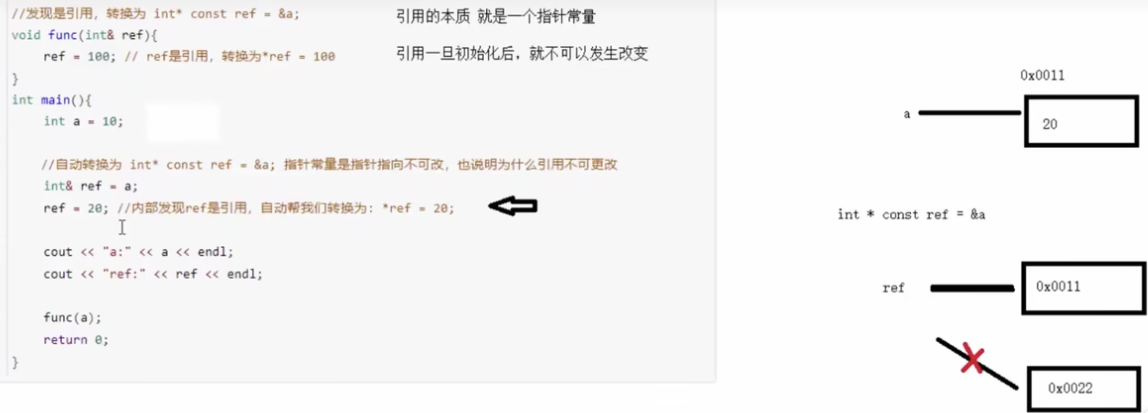 //发现是引用，转换为 int* const ref = &a;
void func(int& ref){
ref = 100; // ref是引用，转换为*ref = 100
}
int main(){
int a = 10;
//自动转换为 int* const ref = &a; 指针常量是指针指向不可改，也说明为什么引用不可更改
int& ref = a;
ref = 20; //内部发现ref是引用，自动帮我们转换为: *ref = 20;
cout << "a:" << a << endl;
cout << "ref:" << ref << endl;
func(a);
return 0;
}
引用的本质 就是一个指针常量
引用一旦初始化后，就不可以发生改变
0x0011
a
20
int * const ref = &a
ref
0x0011
0x0022